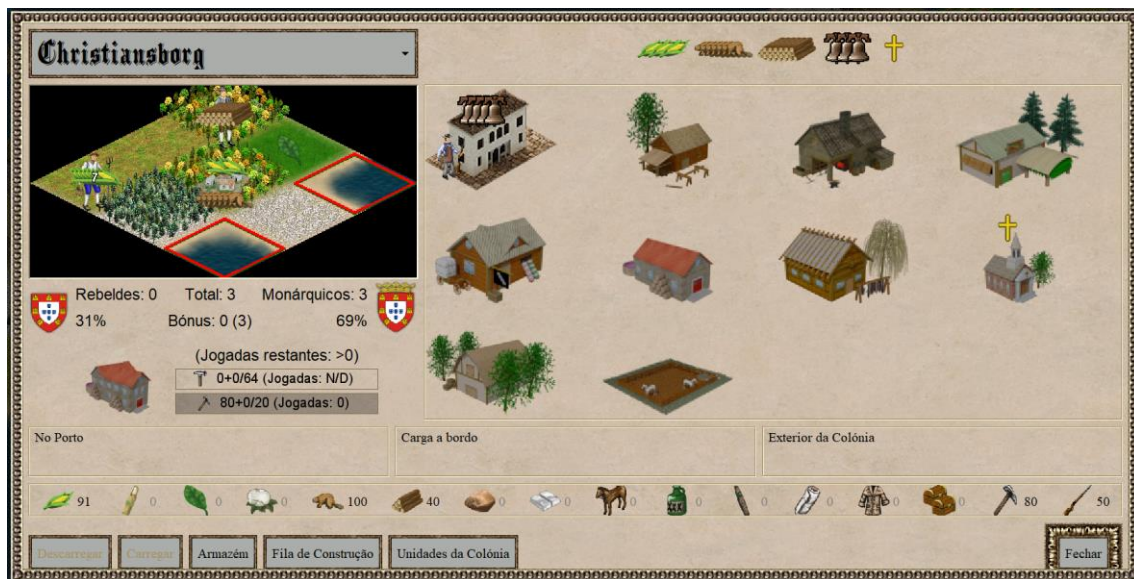 Christiansborg
7
Rebeldes: 0 Total: 3 Monárquicos: 3
31% Bónus: 0 (3) 69%
(Jogadas restantes: >0)
0+0/64 (Jogadas: N/D)
80+0/20 (Jogadas: 0)
No Porto Carga a bordo Exterior da Colónia
91 0 0 0 100 40 0 0 0 0 0 0 0 0 80 50
Descarregar Carregar Armazém Fila de Construção Unidades da Colónia Fechar